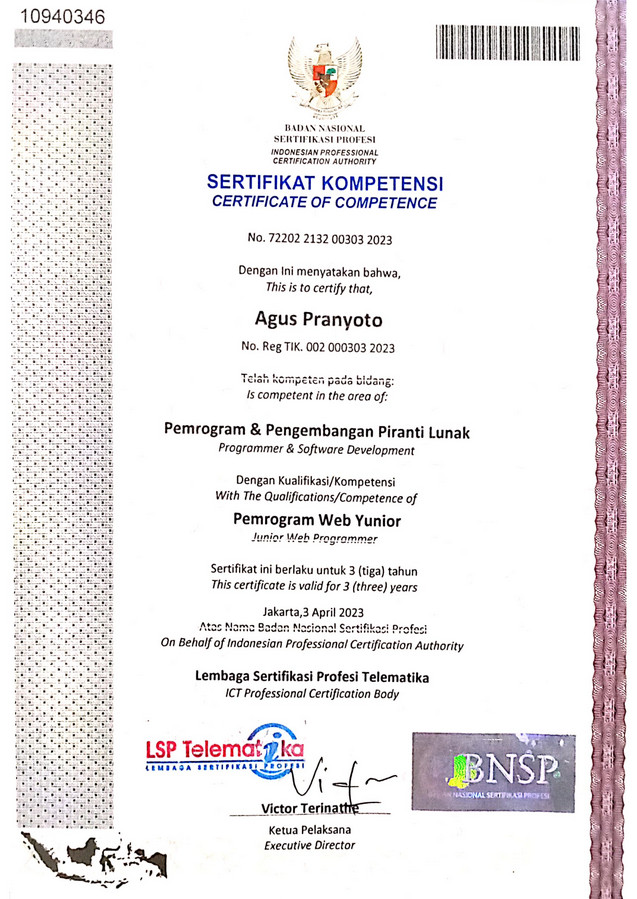 10940346
BADAN NASIONAL
SERTIFIKASI PROFESI
INDONESIAN PROFESSIONAL
CERTIFICATION AUTHORITY
SERTIFIKAT KOMPETENSI
CERTIFICATE OF COMPETENCE
No. 72202 2132 00303 2023
Dengan Ini menyatakan bahwa,
This is to certify that,
Agus Pranyoto
No. Reg TIK. 002 000303 2023
Telah kompeten pada bidang:
Is competent in the area of:
Pemrogram & Pengembangan Piranti Lunak
Programmer & Software Development
Dengan Kualifikasi/Kompetensi
With The Qualifications/Competence of
Pemrogram Web Yunior
Junior Web Programmer
Sertifikat ini berlaku untuk 3 (tiga) tahun
This certificate is valid for 3 (three) years
Jakarta,3 April 2023
Atas Nama Badan Nasional Sertifikasi Profesi
On Behalf of Indonesian Professional Certification Authority
Lembaga Sertifikasi Profesi Telematika
ICT Professional Certification Body
LSP Telematika
LEMBAGA SERTIFIKASI PROFESI
BNSP
NASIONAL SERTIFIKASI PROFESI
Victor Terinathe
Ketua Pelaksana
Executive Director